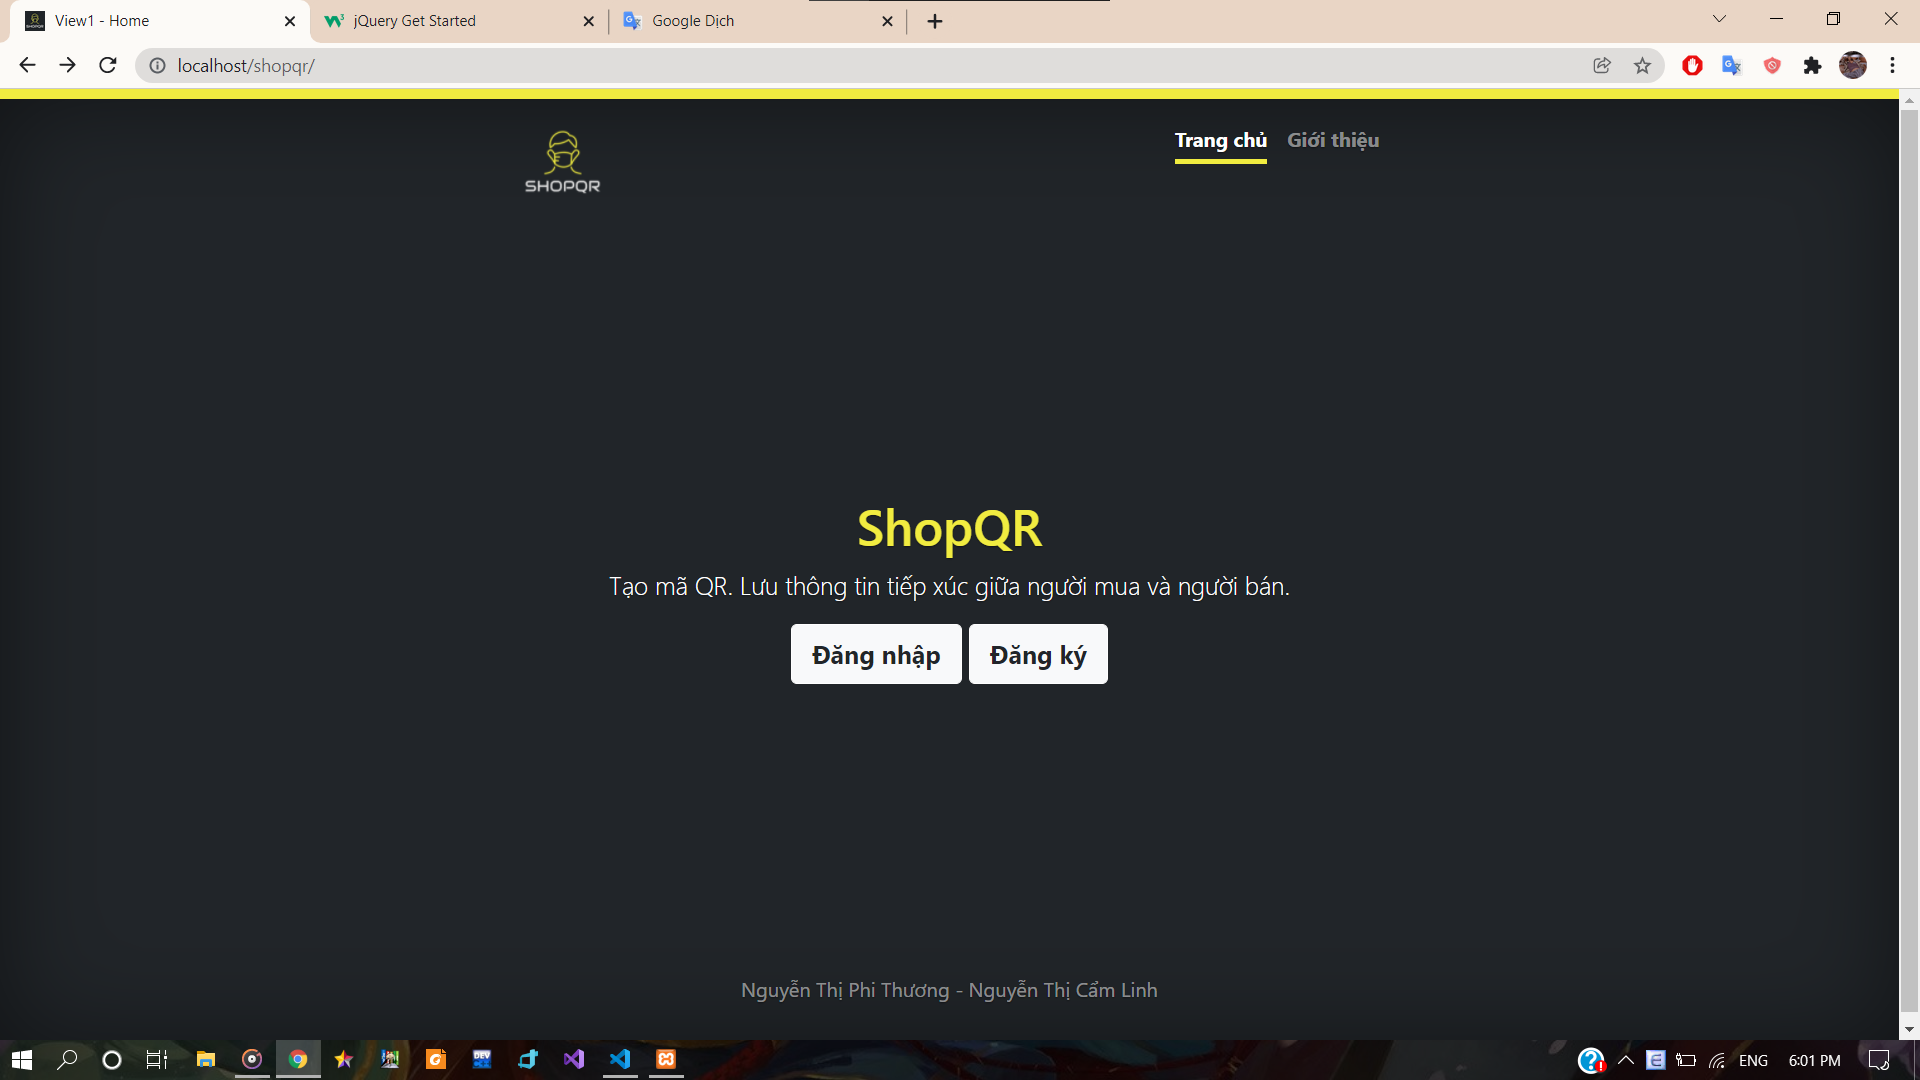 View1 - Home
jQuery Get Started
Google Dịch
localhost/shopqr/
SHOPQR
Trang chủ
Giới thiệu
ShopQR
Tạo mã QR. Lưu thông tin tiếp xúc giữa người mua và người bán.
Đăng nhập
Đăng ký
Nguyễn Thị Phi Thương - Nguyễn Thị Cẩm Linh
ENG
6:01 PM